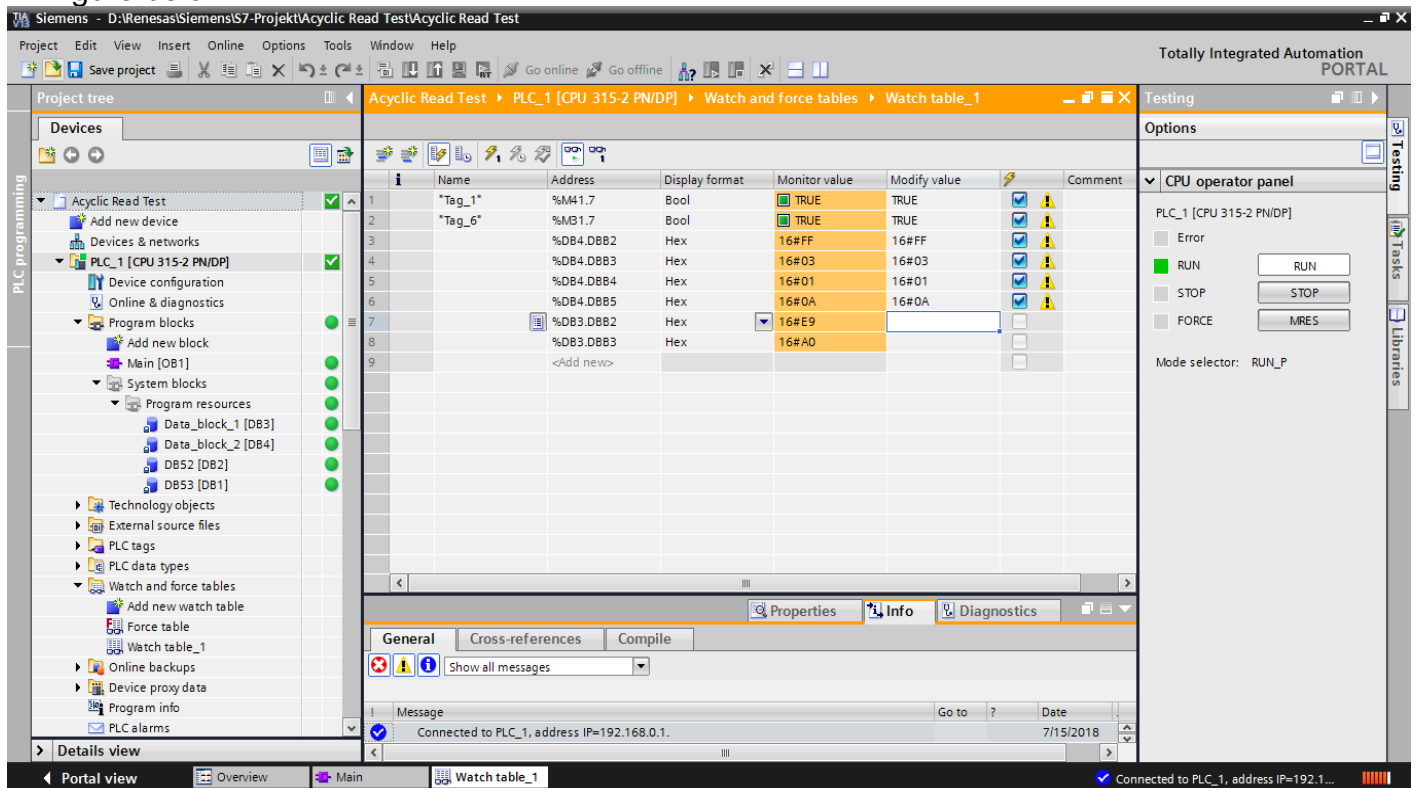 Siemens - D:\Renesas\Siemens\S7-Projekt\Acyclic Read Test\Acyclic Read Test
Project Edit View Insert Online Options Tools Window Help
Totally Integrated Automation
PORTAL
Save project
Go online
Go offline
Project tree
Acyclic Read Test PLC_1 [CPU 315-2 PN/DP] Watch and force tables Watch table_1
Testing
Devices
Options
PLC programming
Acyclic Read Test
Add new device
Devices & networks
PLC_1 [CPU 315-2 PN/DP]
Device configuration
Online & diagnostics
Program blocks
Add new block
Main [OB1]
System blocks
Program resources
Data_block_1 [DB3]
Data_block_2 [DB4]
DB52 [DB2]
DB53 [DB1]
Technology objects
External source files
PLC tags
PLC data types
Watch and force tables
Add new watch table
Force table
Watch table_1
Online backups
Device proxy data
Program info
PLC alarms
Details view
i Name Address Display format Monitor value Modify value Comment
1 "Tag_1" %M41.7 Bool TRUE TRUE
2 "Tag_6" %M31.7 Bool TRUE TRUE
3 %DB4.DBB2 Hex 16#FF 16#FF
4 %DB4.DBB3 Hex 16#03 16#03
5 %DB4.DBB4 Hex 16#01 16#01
6 %DB4.DBB5 Hex 16#0A 16#0A
7 %DB3.DBB2 Hex 16#E9
8 %DB3.DBB3 Hex 16#A0
9 <Add new>
Properties Info Diagnostics
General Cross-references Compile
Show all messages
! Message Go to ? Date
Connected to PLC_1, address IP=192.168.0.1. 7/15/2018
CPU operator panel
PLC_1 [CPU 315-2 PN/DP]
Error
RUN RUN
STOP STOP
FORCE MRES
Mode selector: RUN_P
Testing
Tasks
Libraries
Portal view Overview Main Watch table_1 Connected to PLC_1, address IP=192.1...